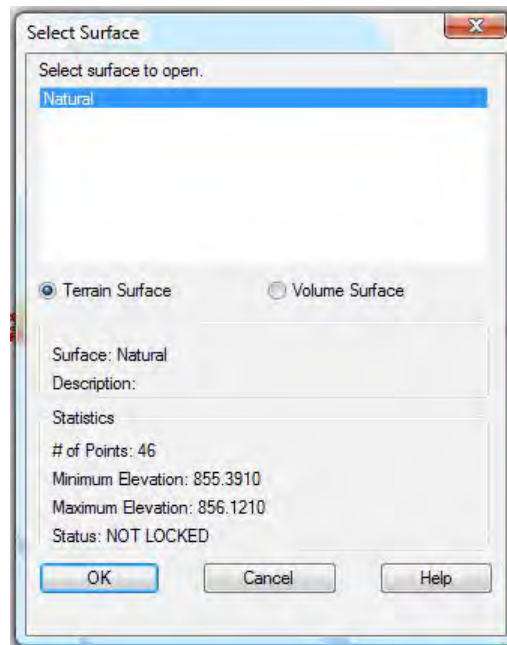 Select Surface
Select surface to open.
Natural
Terrain Surface
Volume Surface
Surface: Natural
Description:
Statistics
# of Points: 46
Minimum Elevation: 855.3910
Maximum Elevation: 856.1210
Status: NOT LOCKED
OK
Cancel
Help